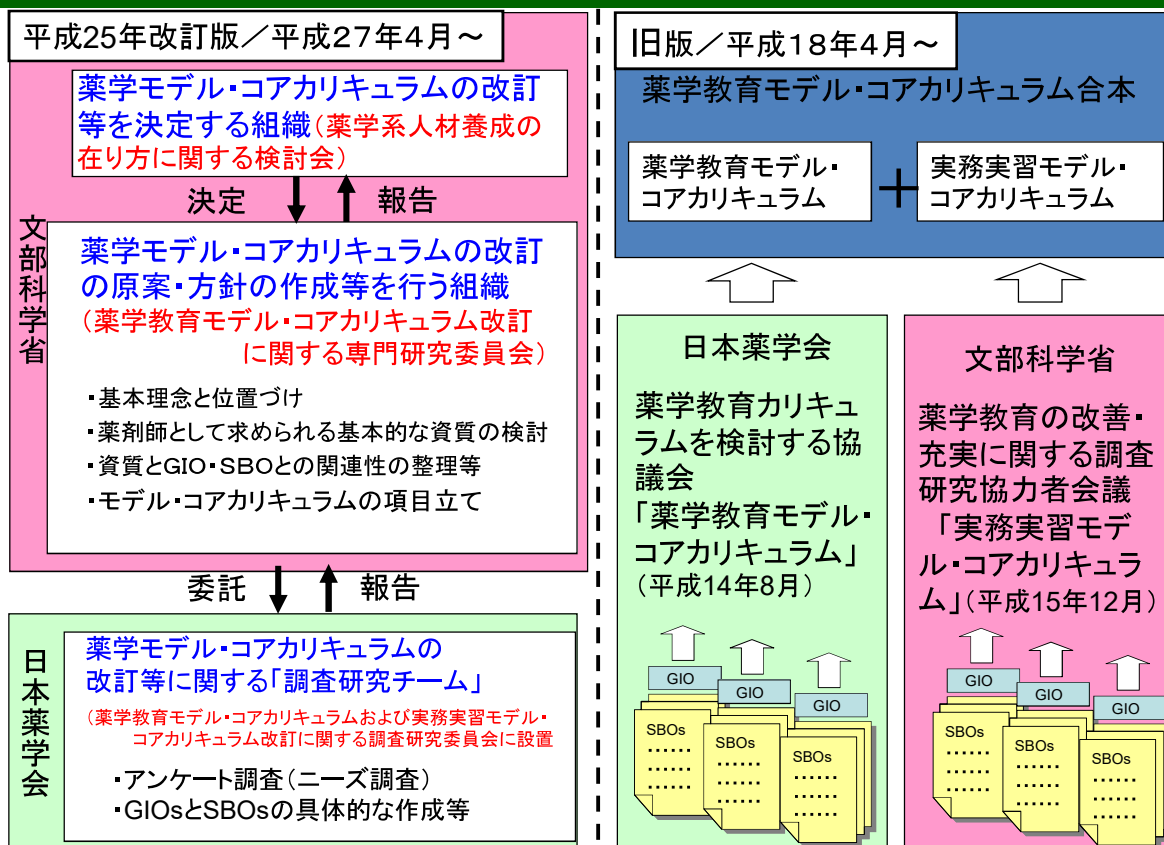 平成25年改訂版／平成27年4月～
薬学モデル・コアカリキュラムの改訂
等を決定する組織(薬学系人材養成の
在り方に関する検討会)
決定
報告
文部科学省
薬学モデル・コアカリキュラムの改訂
の原案・方針の作成等を行う組織
(薬学教育モデル・コアカリキュラム改訂
に関する専門研究委員会)
・基本理念と位置づけ
・薬剤師として求められる基本的な資質の検討
・資質とGIO・SBOとの関連性の整理等
・モデル・コアカリキュラムの項目立て
委託
報告
日本薬学会
薬学モデル・コアカリキュラムの
改訂等に関する「調査研究チーム」
(薬学教育モデル・コアカリキュラムおよび実務実習モデル・
コアカリキュラム改訂に関する調査研究委員会に設置
・アンケート調査(ニーズ調査)
・GIOsとSBOsの具体的な作成等
旧版／平成18年4月～
薬学教育モデル・コアカリキュラム合本
薬学教育モデル・
コアカリキュラム
＋
実務実習モデル・
コアカリキュラム
日本薬学会
薬学教育カリキュ
ラムを検討する協
議会
「薬学教育モデル・
コアカリキュラム」
(平成14年8月)
GIO
GIO
GIO
SBOs
……
……
……
SBOs
……
……
……
SBOs
……
……
……
文部科学省
薬学教育の改善・
充実に関する調査
研究協力者会議
「実務実習モデ
ル・コアカリキュラ
ム」(平成15年12月)
GIO
GIO
GIO
SBOs
……
……
……
SBOs
……
……
……
SBOs
……
……
……